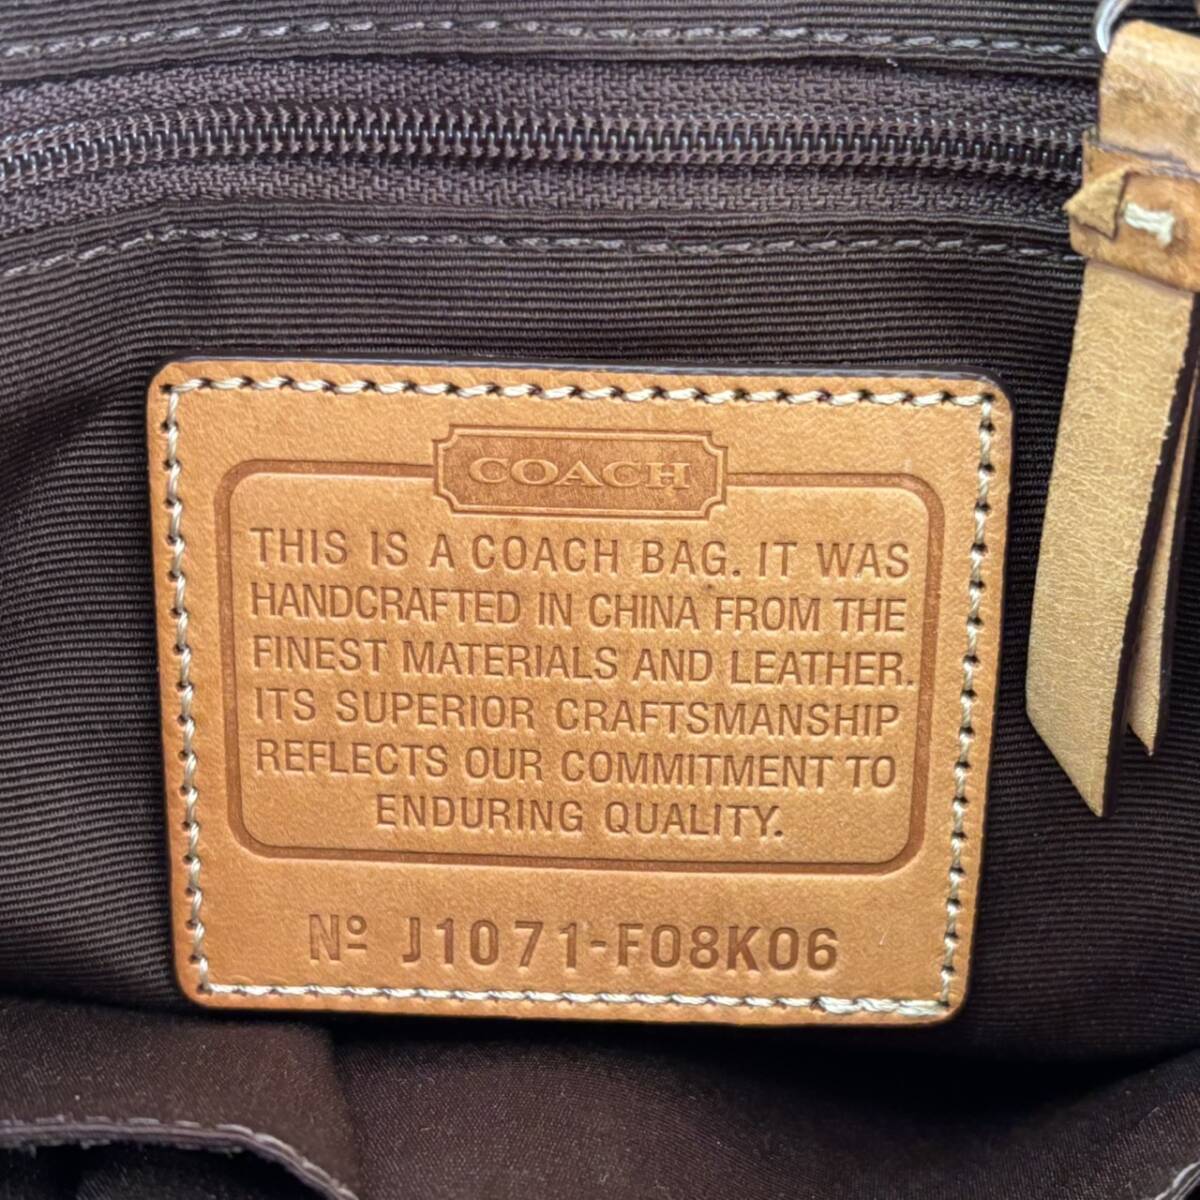 COACH
THIS IS A COACH BAG. IT WAS
HANDCRAFTED IN CHINA FROM THE
FINEST MATERIALS AND LEATHER.
ITS SUPERIOR CRAFTSMANSHIP
REFLECTS OUR COMMITMENT TO
ENDURING QUALITY.
Nº J1071-F08K06